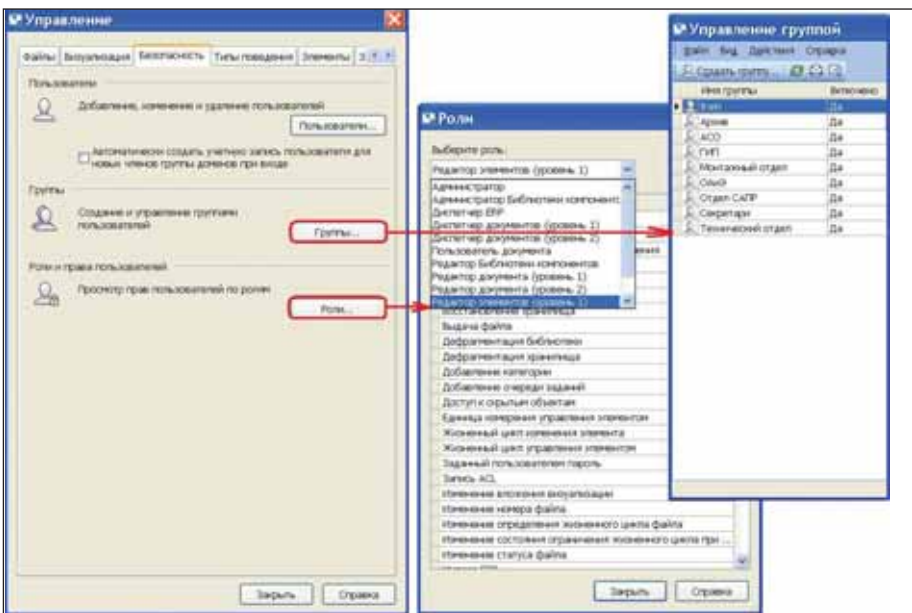 Управление
Файлы Визуализация Безопасность Типы поведения Элементы З
Пользователи
Добавление, изменение и удаление пользователей
Пользователи...
Автоматически создать учетную запись пользователя для
новых членов группы доменов при входе
Группы
Создание и управление группами
пользователей
Группы...
Роли и права пользователей
Просмотр прав пользователей по ролям
Роли...
Закрыть Справка
Роли
Выберите роль:
Редактор элементов (уровень 1)
Администратор
Администратор Библиотеки компонент
Диспетчер ERP
Диспетчер документов (уровень 1)
Диспетчер документов (уровень 2)
Пользователь документа
Редактор Библиотеки компонентов
Редактор документа (уровень 1)
Редактор документа (уровень 2)
Редактор элементов (уровень 1)
Восстановление хранилища
Выдача файла
Дефрагментация библиотеки
Дефрагментация хранилища
Добавление категории
Добавление очереди заданий
Доступ к скрытым объектам
Единица измерения управления элементом
Жизненный цикл изменения элемента
Жизненный цикл управления элементом
Заданный пользователем пароль
Запись ACL
Изменение вложения визуализации
Изменение номера файла
Изменение определения жизненного цикла файла
Изменение состояния ограничения жизненного цикла при ...
Изменение статуса файла
Закрыть Справка
Управление группой
Файл Вид Действия Справка
Создать группу...
Имя группы Включено
Да
Архив Да
АСО Да
ГИП Да
Монтажный отдел Да
Да
Отдел САПР Да
Секретари Да
Технический отдел Да